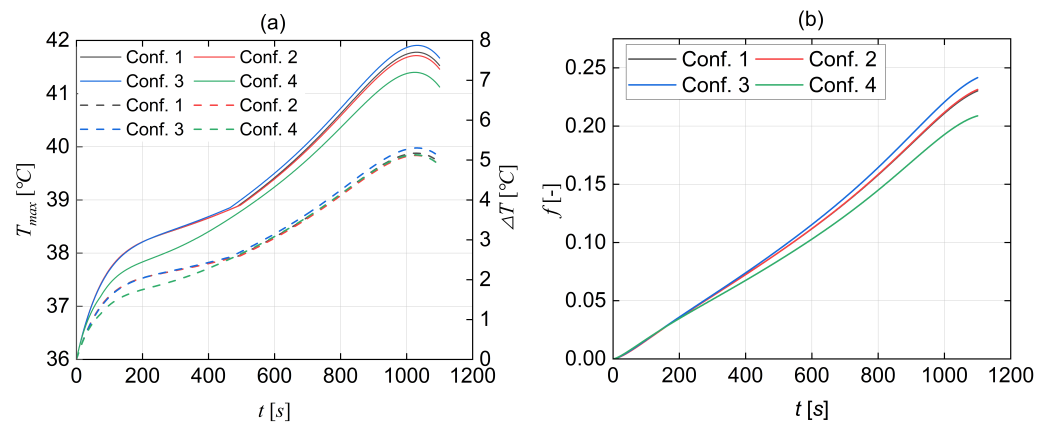 (a)
42
41
40
39
38
37
36
T_max [°C]
Conf. 1
Conf. 2
Conf. 3
Conf. 4
Conf. 1
Conf. 2
Conf. 3
Conf. 4
8
7
6
5
4
3
2
1
0
ΔT [°C]
0 200 400 600 800 1000 1200
t [s]
(b)
0.25
0.20
0.15
0.10
0.05
0.00
f [-]
Conf. 1
Conf. 2
Conf. 3
Conf. 4
0 200 400 600 800 1000 1200
t [s]